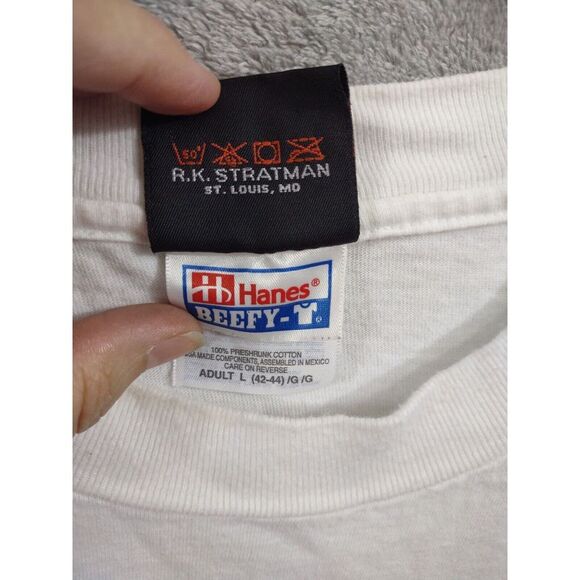 50°
R.K. STRATMAN
ST. LOUIS, MO
Hanes®
BEEFY-T®
100% PRESHRUNK COTTON
USA MADE COMPONENTS, ASSEMBLED IN MEXICO
CARE ON REVERSE
ADULT L (42-44) /G/G